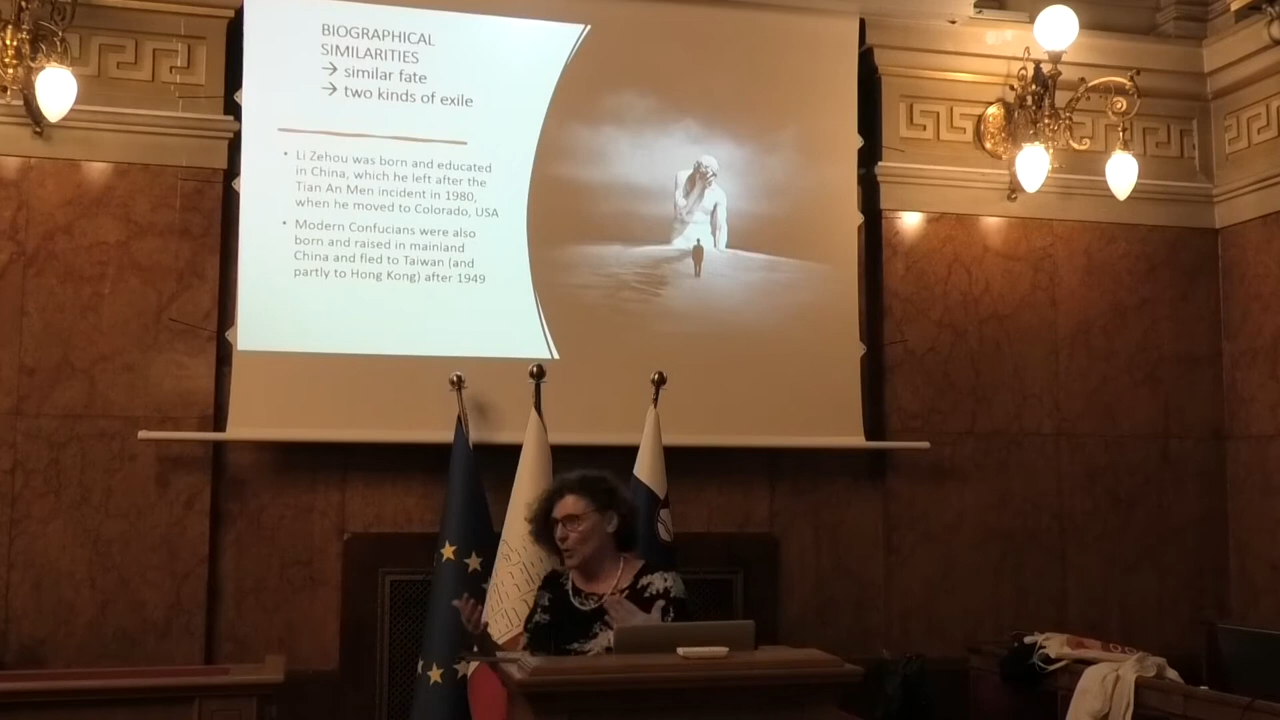 BIOGRAPHICAL
SIMILARITIES
→ similar fate
→ two kinds of exile
• Li Zehou was born and educated
in China, which he left after the
Tian An Men incident in 1980,
when he moved to Colorado, USA
• Modern Confucians were also
born and raised in mainland
China and fled to Taiwan (and
partly to Hong Kong) after 1949